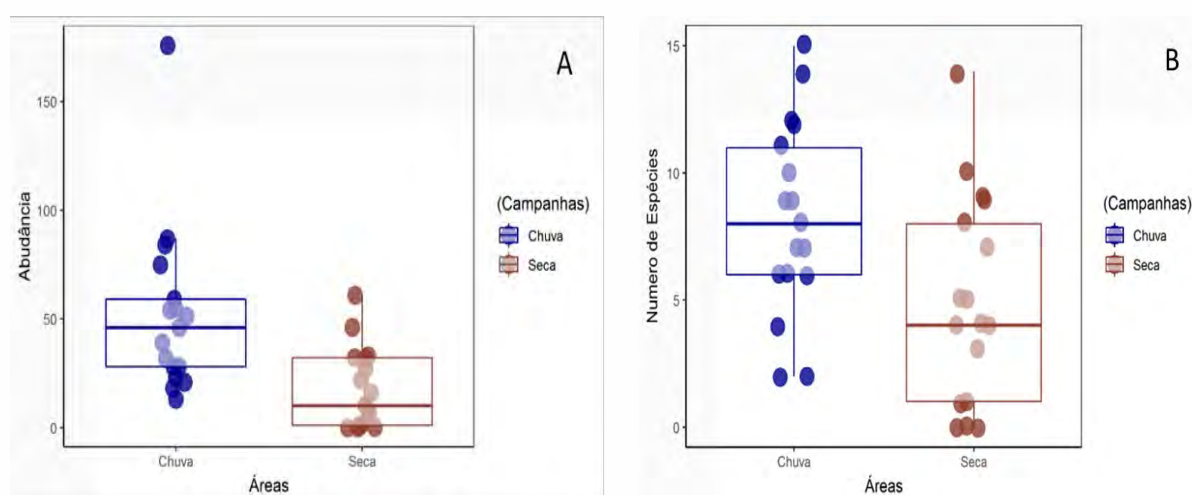 A
150
100
50
0
Abudância
Chuva
Seca
Áreas
(Campanhas)
Chuva
Seca
B
15
10
5
0
Numero de Espécies
Chuva
Seca
Áreas
(Campanhas)
Chuva
Seca